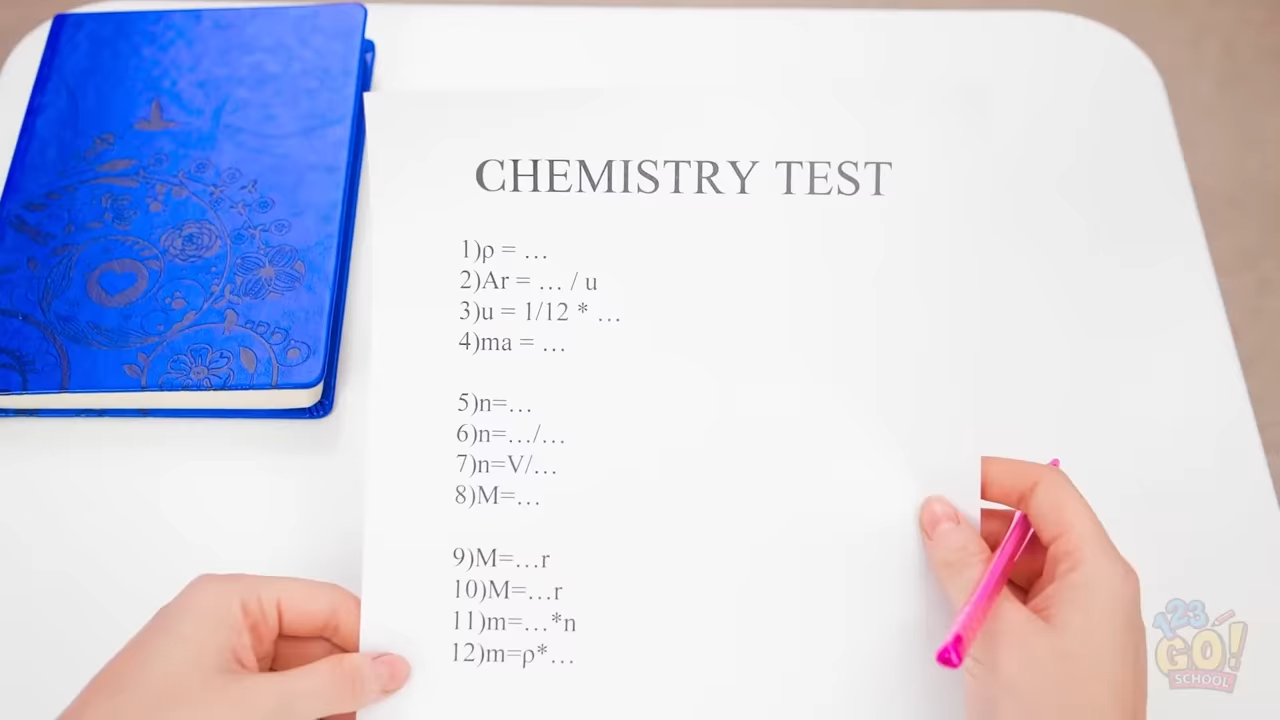 CHEMISTRY TEST
1)ρ = …
2)Ar = … / u
3)u = 1/12 * …
4)ma = …
5)n=…
6)n=…/…
7)n=V/…
8)M=…
9)M=…r
10)M=…r
11)m=…*n
12)m=ρ*…
123
GO!
SCHOOL